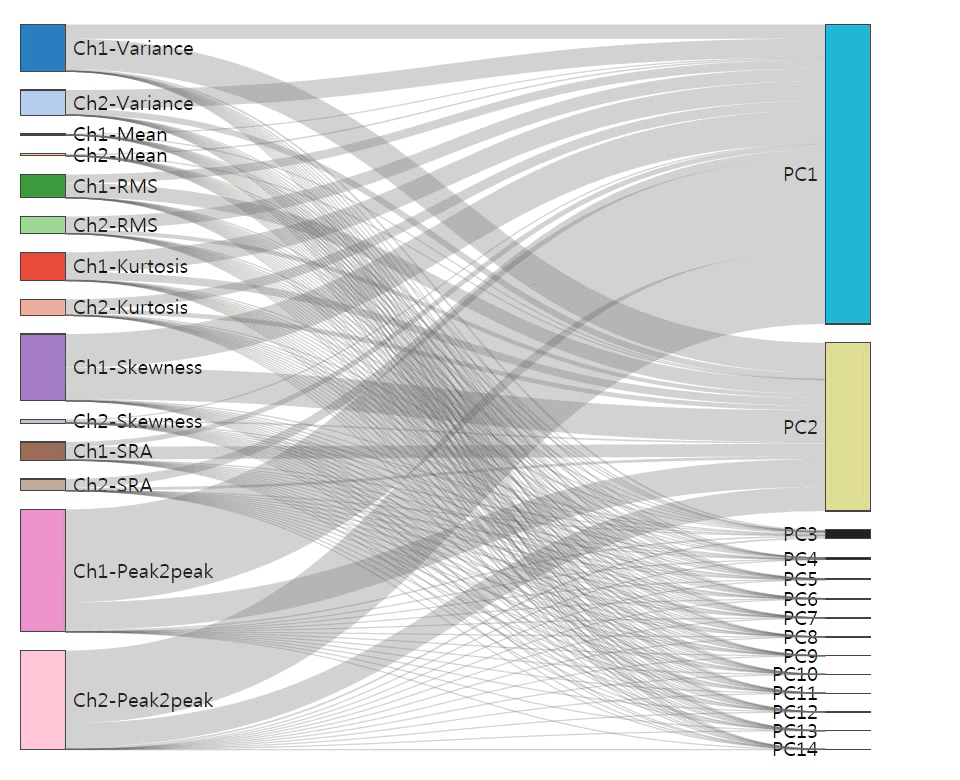 Ch1-Variance
Ch2-Variance
Ch1-Mean
Ch2-Mean
Ch1-RMS
Ch2-RMS
Ch1-Kurtosis
Ch2-Kurtosis
Ch1-Skewness
Ch2-Skewness
Ch1-SRA
Ch2-SRA
Ch1-Peak2peak
Ch2-Peak2peak
PC1
PC2
PC3
PC4
PC5
PC6
PC7
PC8
PC9
PC10
PC11
PC12
PC13
PC14